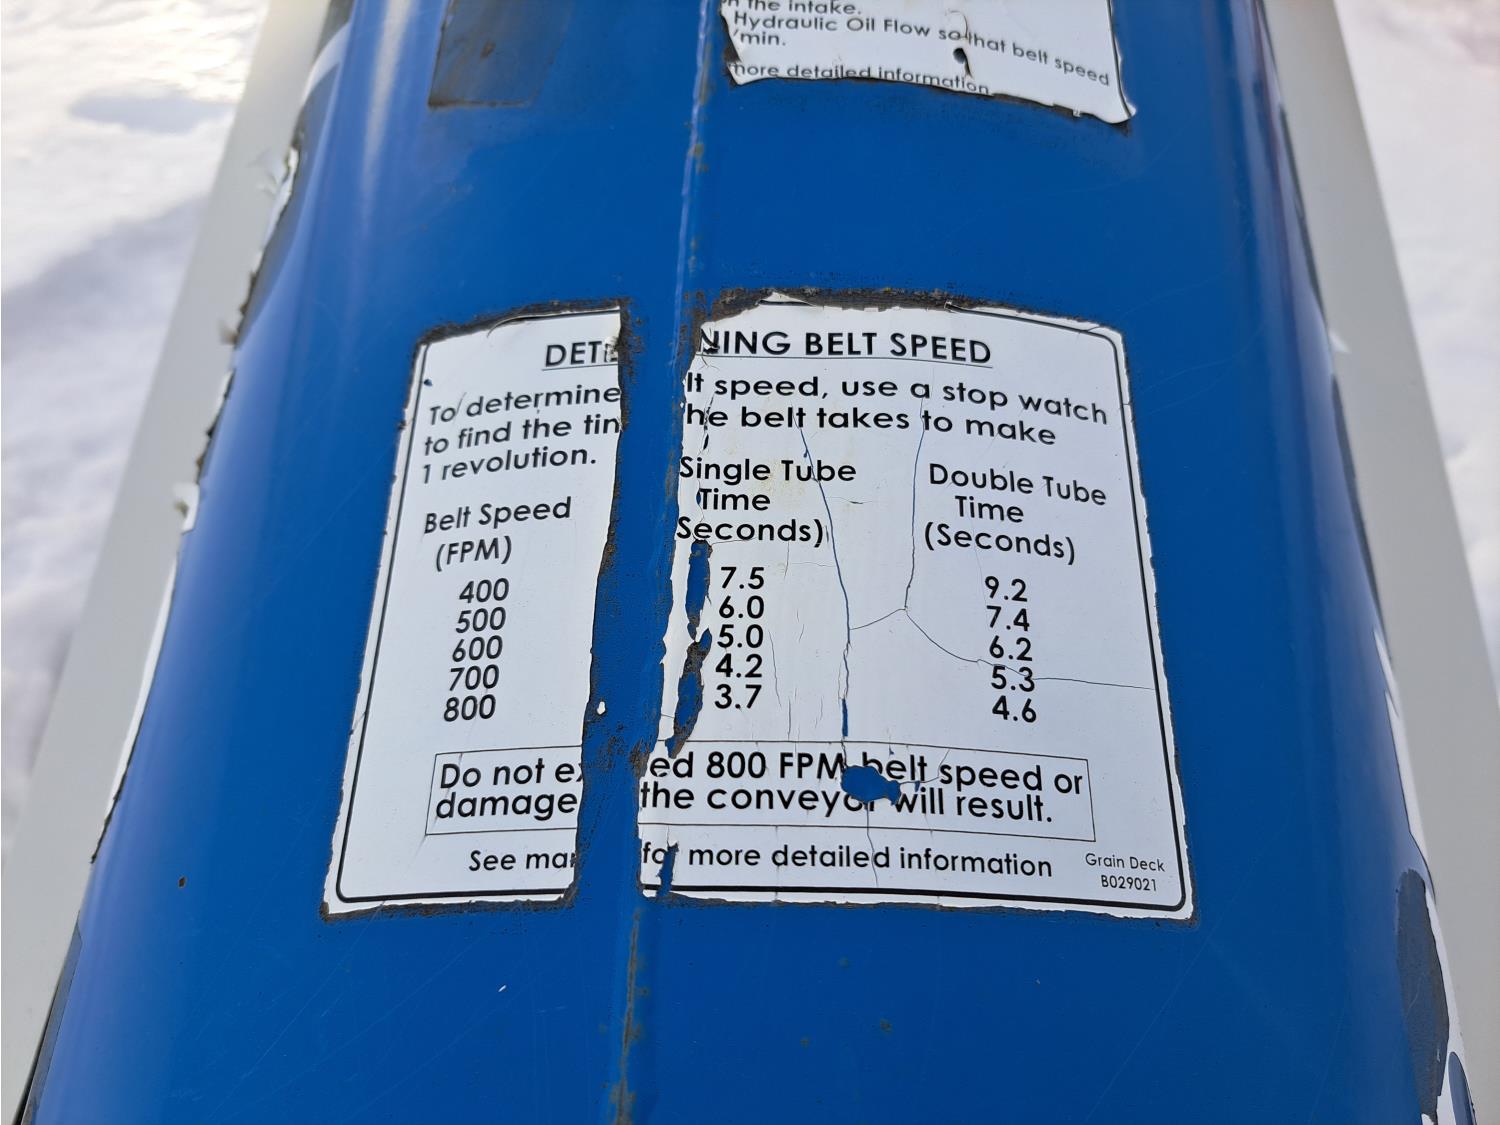 the intake.
Hydraulic Oil Flow so that belt speed
/min.
more detailed information
NING BELT SPEED
To determine lt speed, use a stop watch
to find the he belt takes to make
1 revolution.
Belt Speed Single Tube Double Tube
(FPM) Time Time
Seconds) (Seconds)
400 7.5 9.2
500 6.0 7.4
600 5.0 6.2
700 4.2 5.3
800 3.7 4.6
Do not ed 800 FPM belt speed or
damage the conveyor will result.
See for more detailed information
Grain Deck
B029021